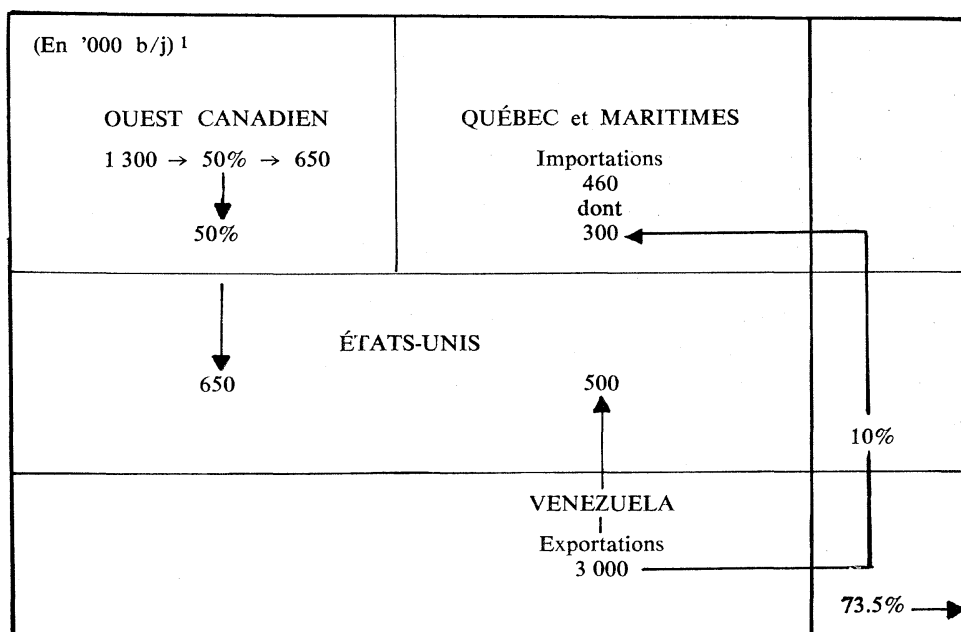 (En '000 b/j) 1
OUEST CANADIEN
1 300 → 50% → 650
50%
QUÉBEC et MARITIMES
Importations
460
dont
300
ÉTATS-UNIS
650
500
10%
VENEZUELA
Exportations
3 000
73.5%